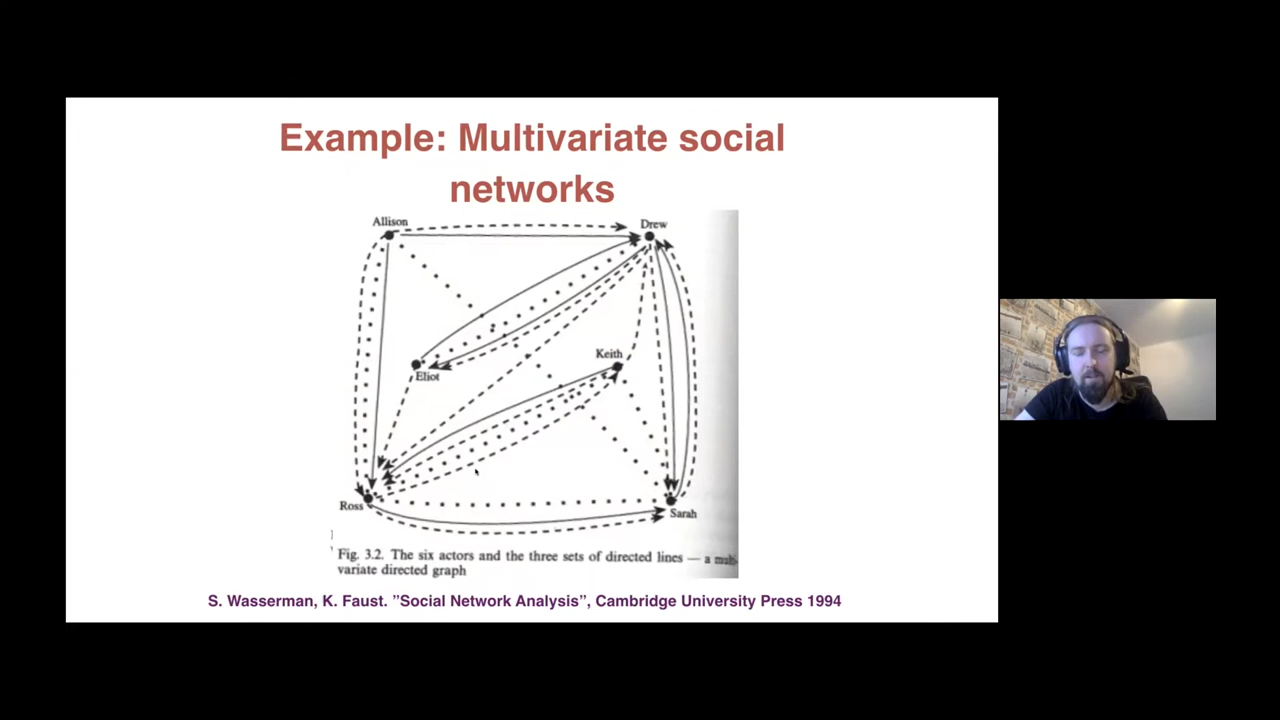 Example: Multivariate social
networks
Allison
Drew
Keith
Eliot
Ross
Sarah
Fig. 3.2. The six actors and the three sets of directed lines — a multi-
variate directed graph
S. Wasserman, K. Faust. ”Social Network Analysis”, Cambridge University Press 1994